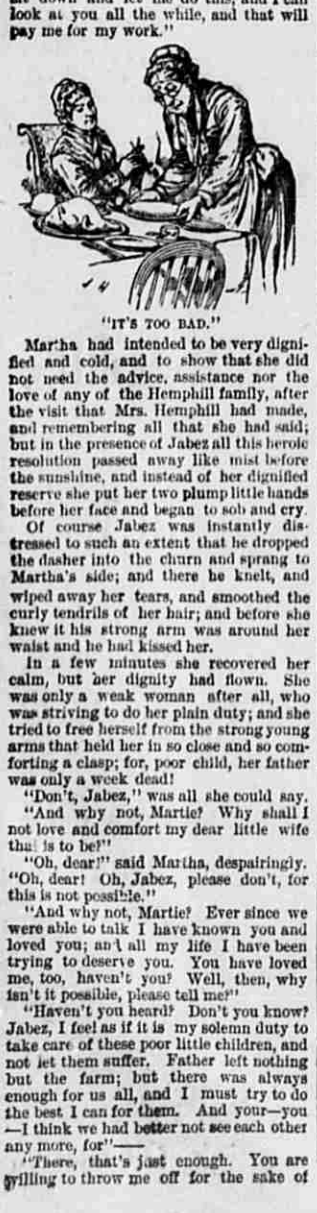 look at you all the while, and that will
pay me for my work."
"IT'S TOO BAD."
Martha had intended to be very digni-
fied and cold, and to show that she did
not need the advice, assistance nor the
love of any of the Hemphill family, after
the visit that Mrs. Hemphill had made,
and remembering all that she had said;
but in the presence of Jabez all this heroic
resolution passed away like mist before
the sunshine, and instead of her dignified
reserve she put her two plump little hands
before her face and began to sob and cry.
Of course Jabez was instantly dis-
tressed to such an extent that he dropped
the dasher into the churn and sprang to
Martha's side; and there he knelt, and
wiped away her tears, and smoothed the
curly tendrils of her hair; and before she
knew it his strong arm was around her
waist and he had kissed her.
In a few minutes she recovered her
calm, but her dignity had flown. She
was only a weak woman after all, who
was striving to do her plain duty; and she
tried to free herself from the strong young
arms that held her in so close and so com-
forting a clasp; for, poor child, her father
was only a week dead!
"Don't, Jabez," was all she could say.
"And why not, Martie? Why shall I
not love and comfort my dear little wife
that is to be?"
"Oh, dear!" said Martha, despairingly.
"Oh, dear! Oh, Jabez, please don't, for
this is not possible."
"And why not, Martie? Ever since we
were able to talk I have known you and
loved you; and all my life I have been
trying to deserve you. You have loved
me, too, haven't you? Well, then, why
isn't it possible, please tell me?"
"Haven't you heard? Don't you know?
Jabez, I feel as if it is my solemn duty to
take care of these poor little children, and
not let them suffer. Father left nothing
but the farm; but there was always
enough for us all, and I must try to do
the best I can for them. And your—you
—I think we had better not see each other
any more, for"—
"There, that's just enough. You are
willing to throw me off for the sake of